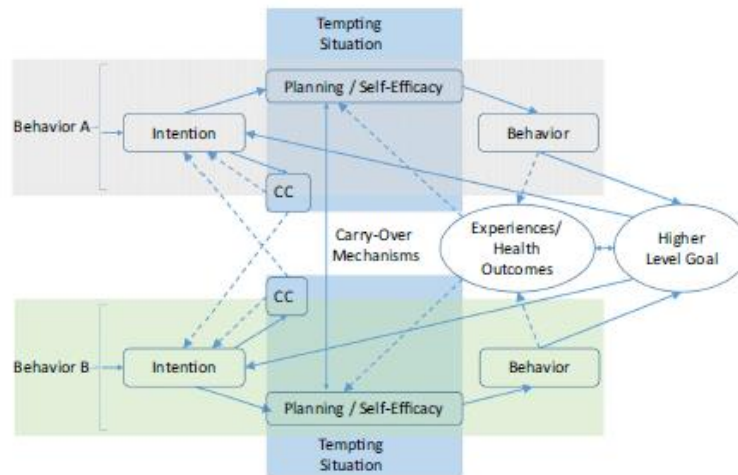 Tempting
Situation
Planning / Self-Efficacy
Behavior A
Intention
Behavior
CC
Carry-Over
Mechanisms
Experiences/
Health
Outcomes
Higher
Level Goal
CC
Behavior B
Intention
Behavior
Planning / Self-Efficacy
Tempting
Situation